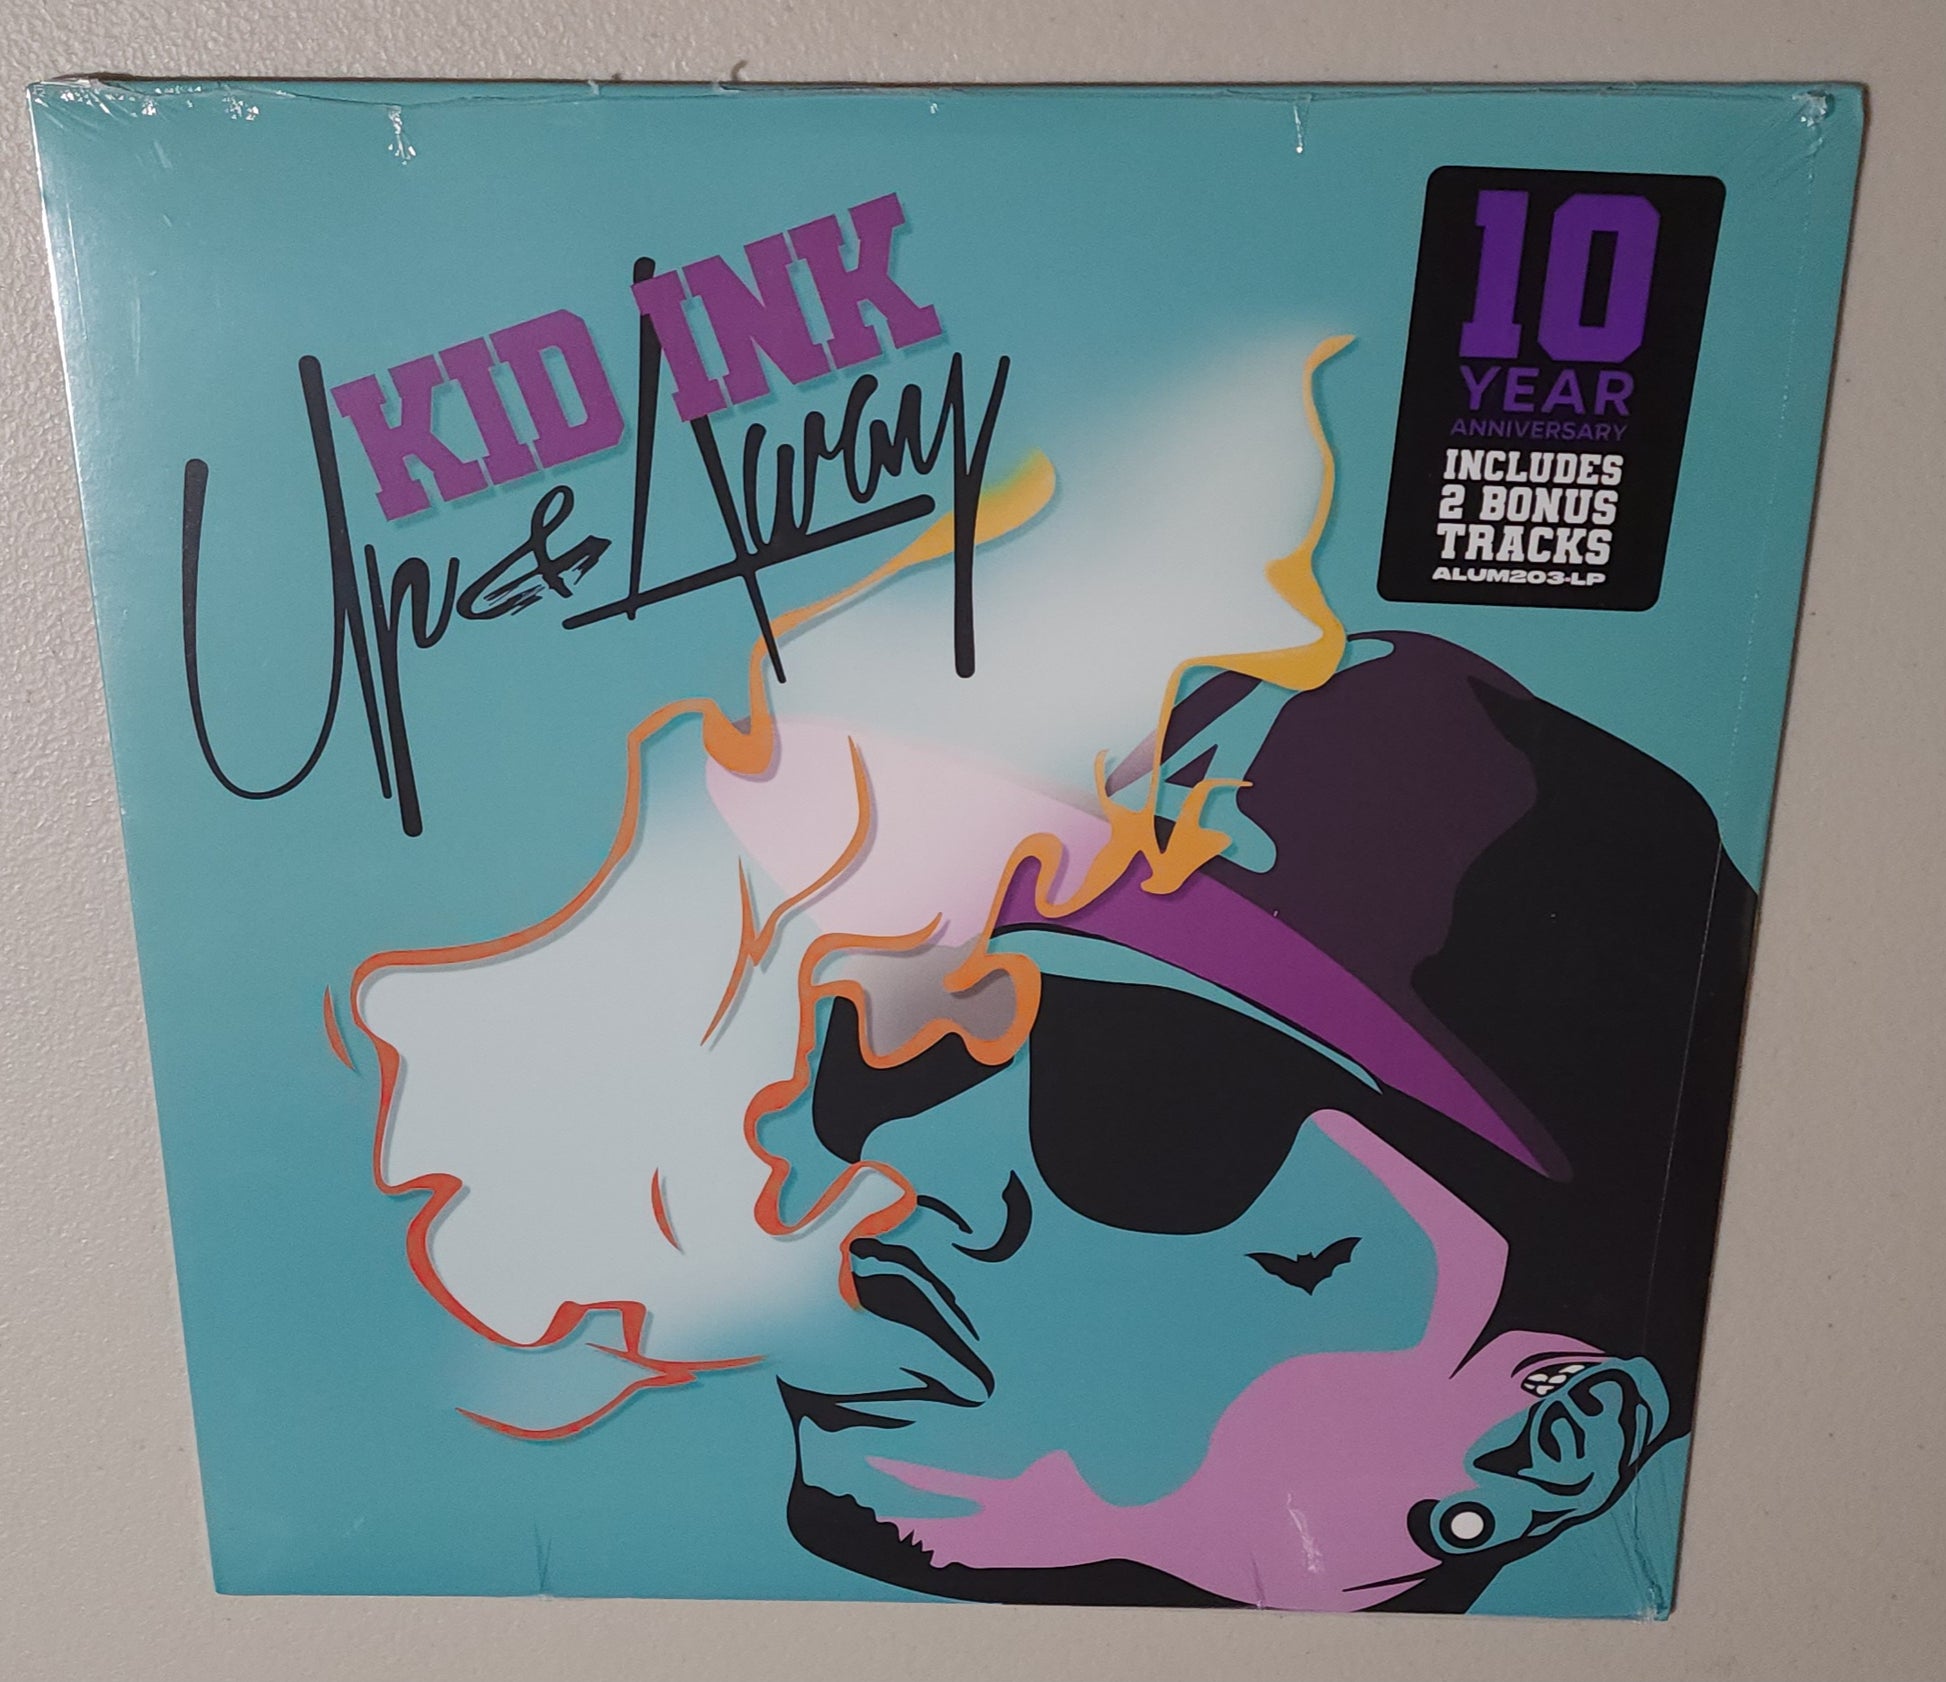 KID INK
Up & Away
10
YEAR
ANNIVERSARY
INCLUDES
2 BONUS
TRACKS
ALUM203-LP